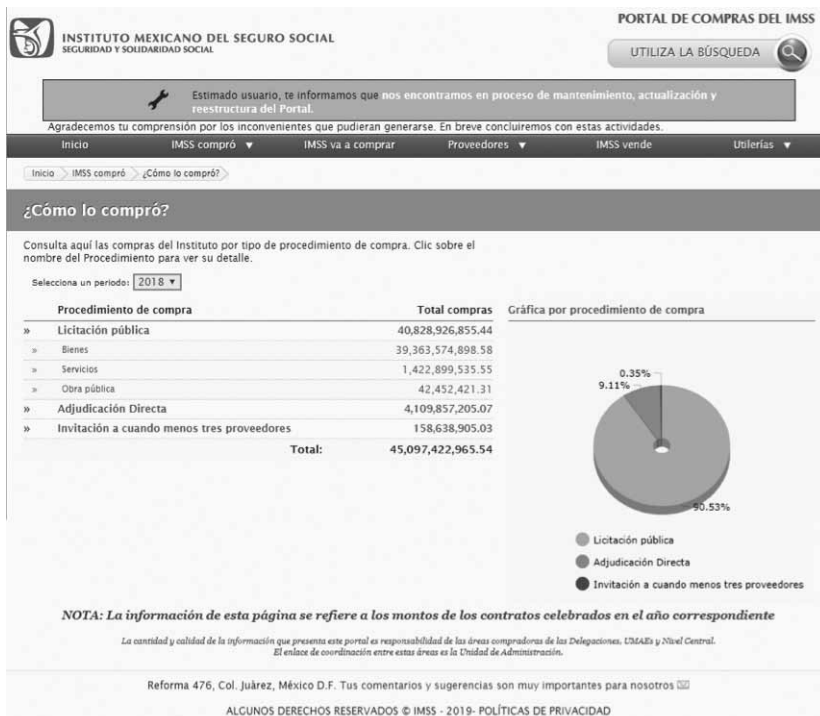 PORTAL DE COMPRAS DEL IMSS
INSTITUTO MEXICANO DEL SEGURO SOCIAL
SEGURIDAD Y SOLIDARIDAD SOCIAL
UTILIZA LA BÚSQUEDA
Estimado usuario, te informamos que nos encontramos en proceso de mantenimiento, actualización y
reestructura del Portal.
Agradecemos tu comprensión por los inconvenientes que pudieran generarse. En breve concluiremos con estas actividades.
Inicio IMSS compró ▼ IMSS va a comprar Proveedores ▼ IMSS vende Utilerías ▼
Inicio IMSS compró ¿Cómo lo compró?
¿Cómo lo compró?
Consulta aquí las compras del Instituto por tipo de procedimiento de compra. Clic sobre el
nombre del Procedimiento para ver su detalle.
Selecciona un periodo: 2018 ▼
Procedimiento de compra Total compras
» Licitación pública 40,828,926,855.44
» Bienes 39,363,574,898.58
» Servicios 1,422,899,535.55
» Obra pública 42,452,421.31
» Adjudicación Directa 4,109,857,205.07
» Invitación a cuando menos tres proveedores 158,638,905.03
Total: 45,097,422,965.54
Gráfica por procedimiento de compra
0.35%
9.11%
90.53%
Licitación pública
Adjudicación Directa
Invitación a cuando menos tres proveedores
NOTA: La información de esta página se refiere a los montos de los contratos celebrados en el año correspondiente
La cantidad y calidad de la información que presenta este portal es responsabilidad de las áreas compradoras de las Delegaciones, UMAEs y Nivel Central.
El enlace de coordinación entre estas áreas es la Unidad de Administración.
Reforma 476, Col. Juàrez, México D.F. Tus comentarios y sugerencias son muy importantes para nosotros
ALGUNOS DERECHOS RESERVADOS © IMSS - 2019- POLÍTICAS DE PRIVACIDAD